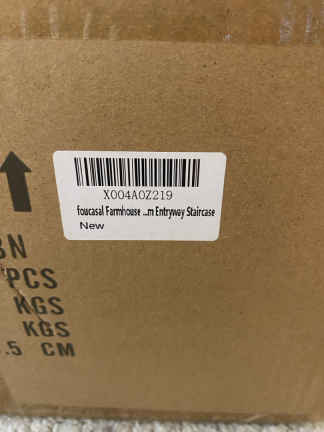 X004A0Z219
foucasal Farmhouse ...m Entryway Staircase
New
BN
PCS
KGS
KGS
.5 CM